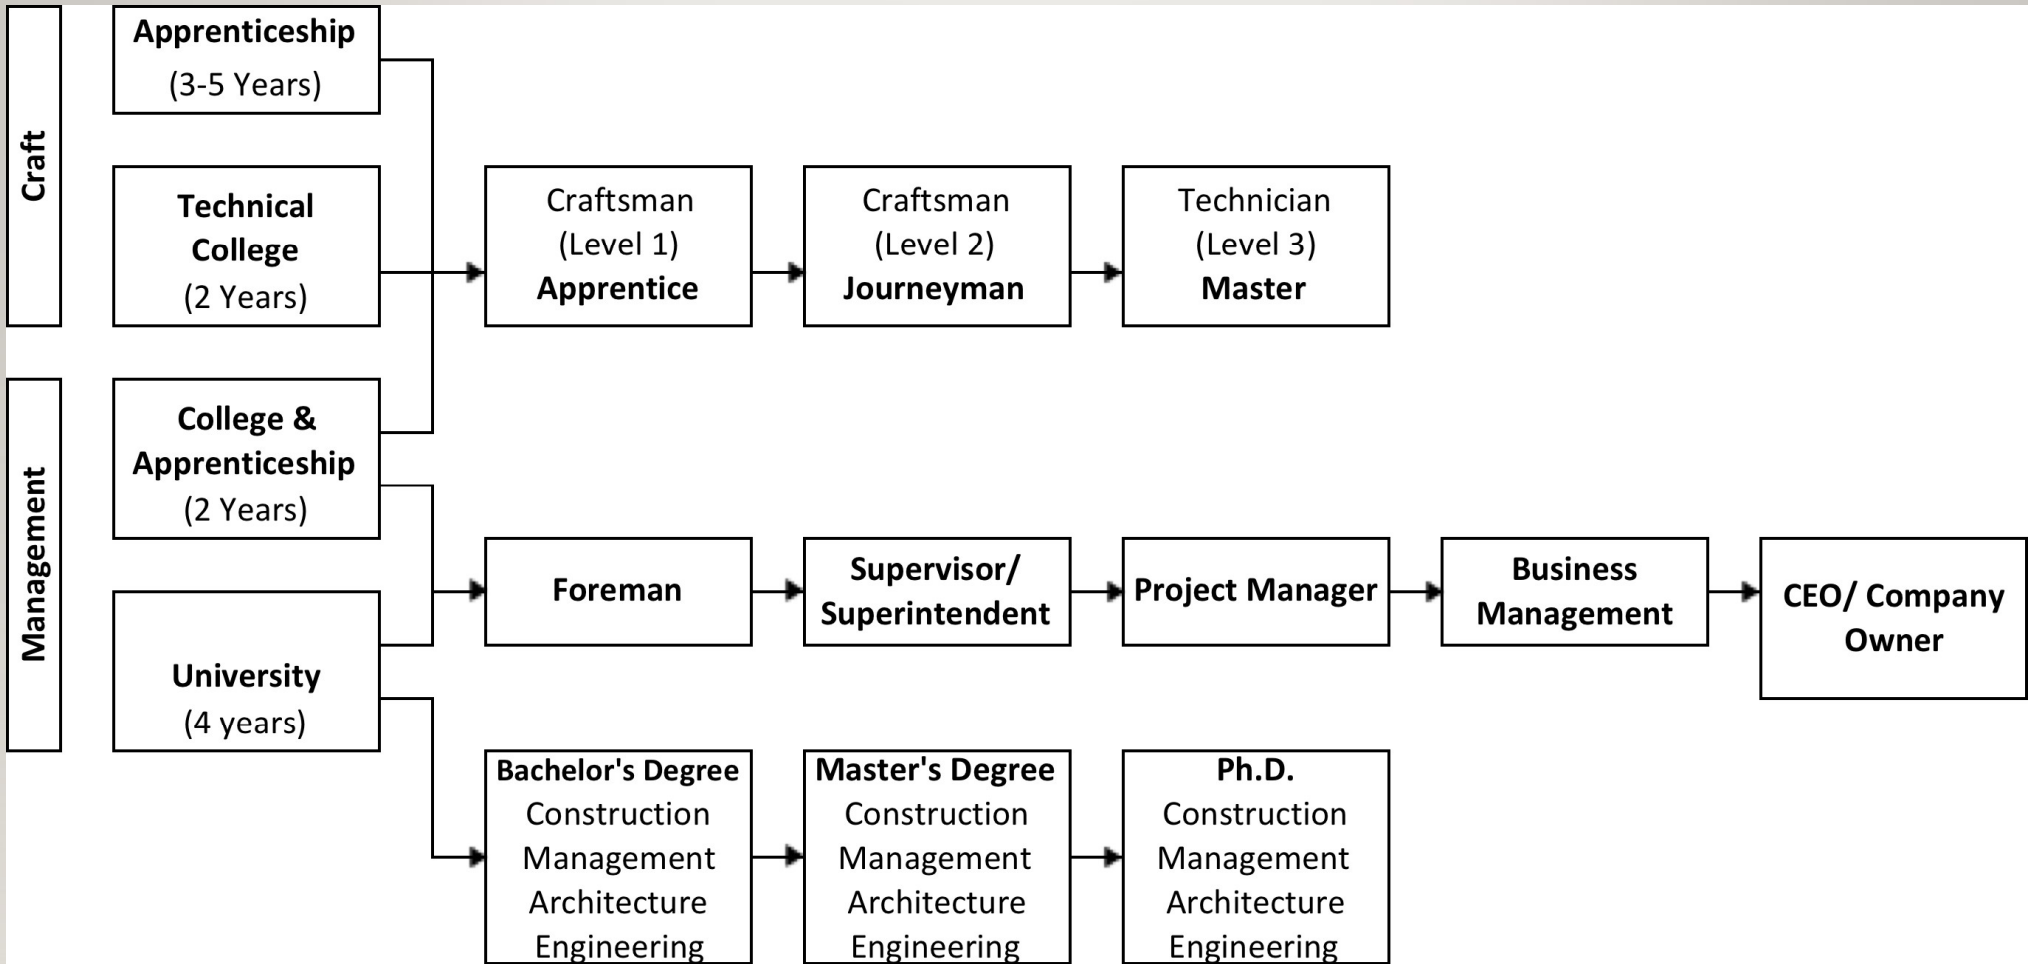 Craft
Apprenticeship
(3-5 Years)
Technical
College
(2 Years)
Craftsman
(Level 1)
Apprentice
Craftsman
(Level 2)
Journeyman
Technician
(Level 3)
Master
Management
College &
Apprenticeship
(2 Years)
University
(4 years)
Foreman
Supervisor/
Superintendent
Project Manager
Business
Management
CEO/ Company
Owner
Bachelor's Degree
Construction
Management
Architecture
Engineering
Master's Degree
Construction
Management
Architecture
Engineering
Ph.D.
Construction
Management
Architecture
Engineering